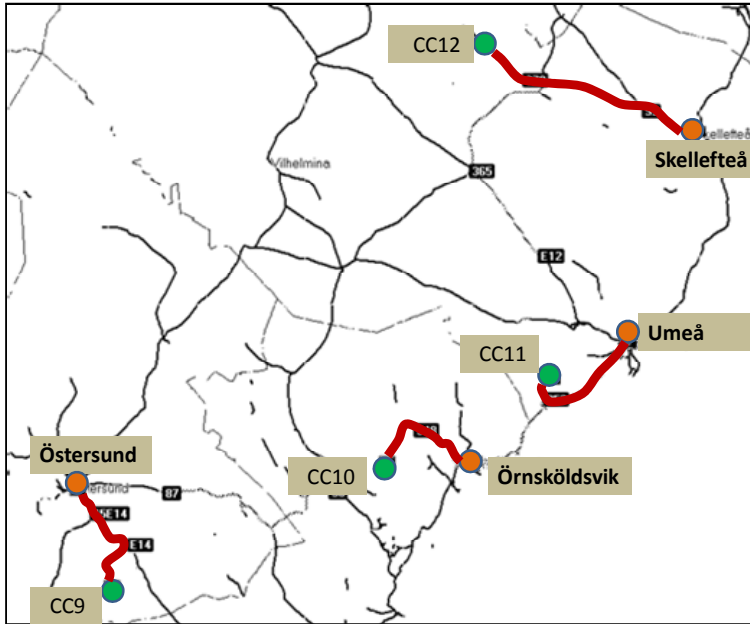 CC12
Skellefteå
Vilhelmina
365
E12
Umeå
CC11
Östersund
CC10
Örnsköldsvik
87
E14
E14
CC9